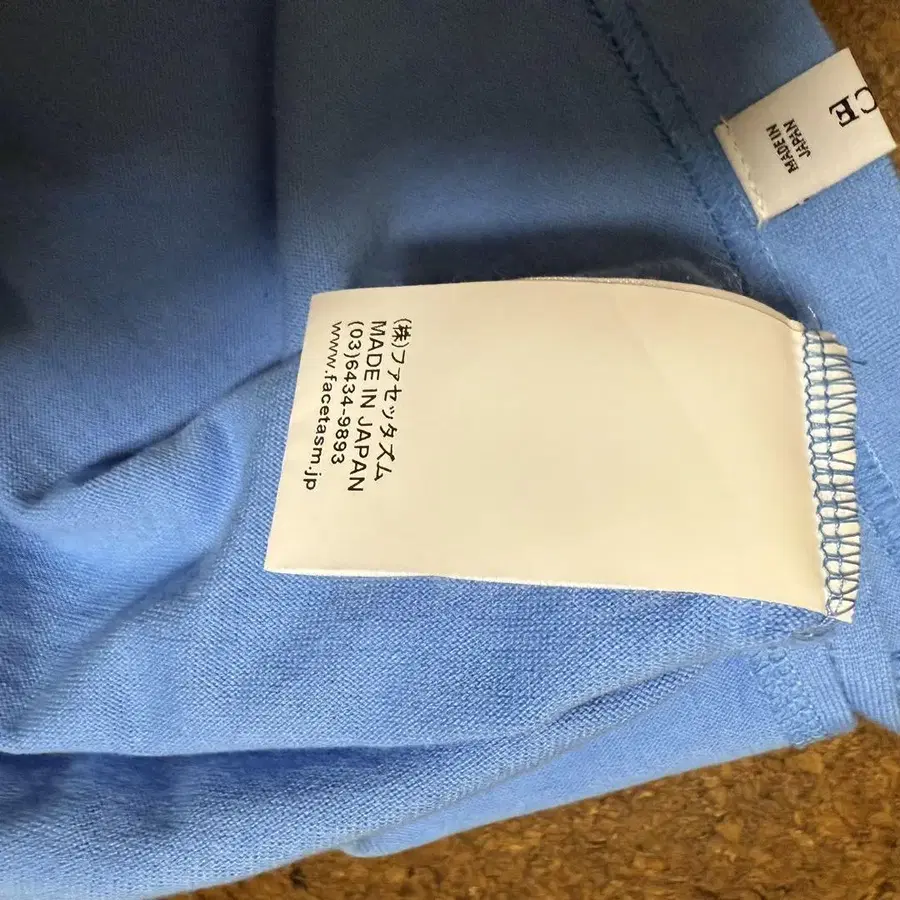 (株)ファセッタズム
MADE IN JAPAN
(03)6434-9893
www.facetasm.jp
CE
MADE IN
JAPAN